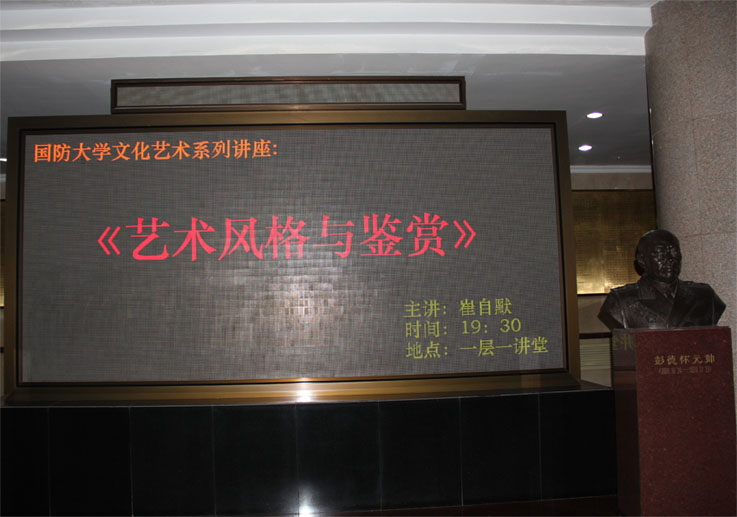 国防大学文化艺术系列讲座:
《艺术风格与鉴赏》
主讲: 崔自默
时间: 19: 30
地点: 一层一讲堂
彭德怀元帅